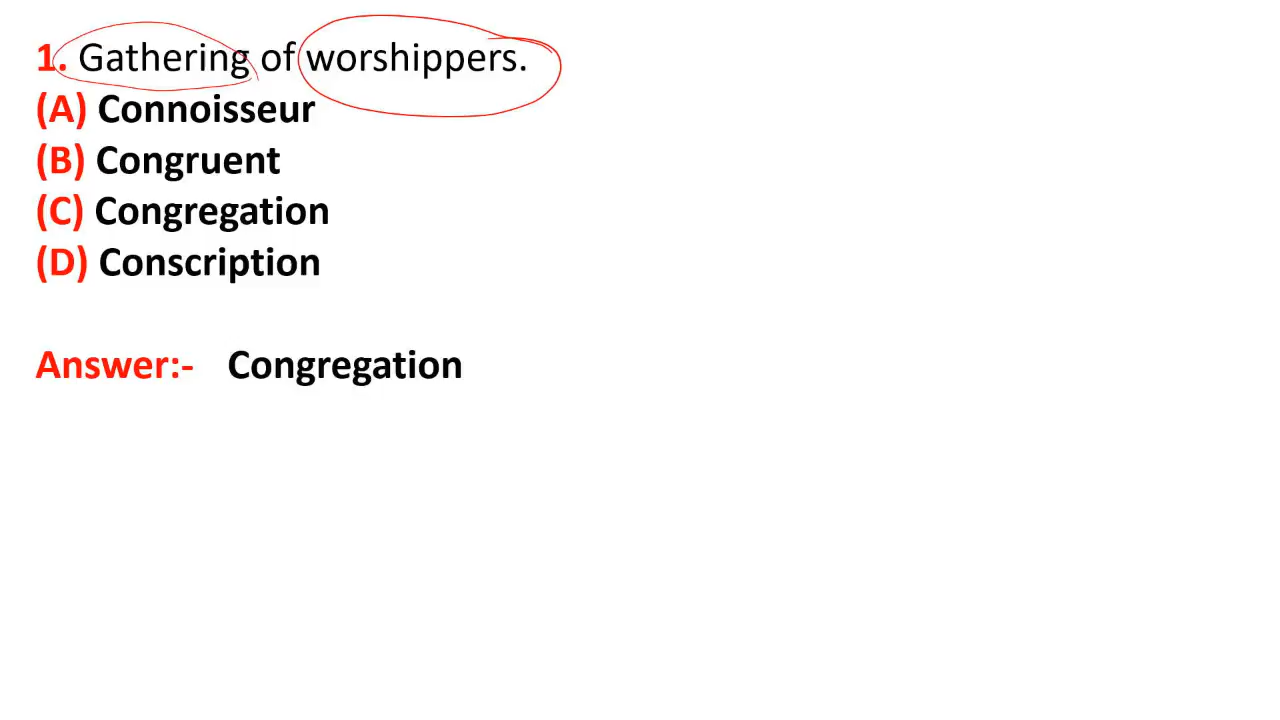 1. Gathering of worshippers.
(A) Connoisseur
(B) Congruent
(C) Congregation
(D) Conscription
Answer:- Congregation